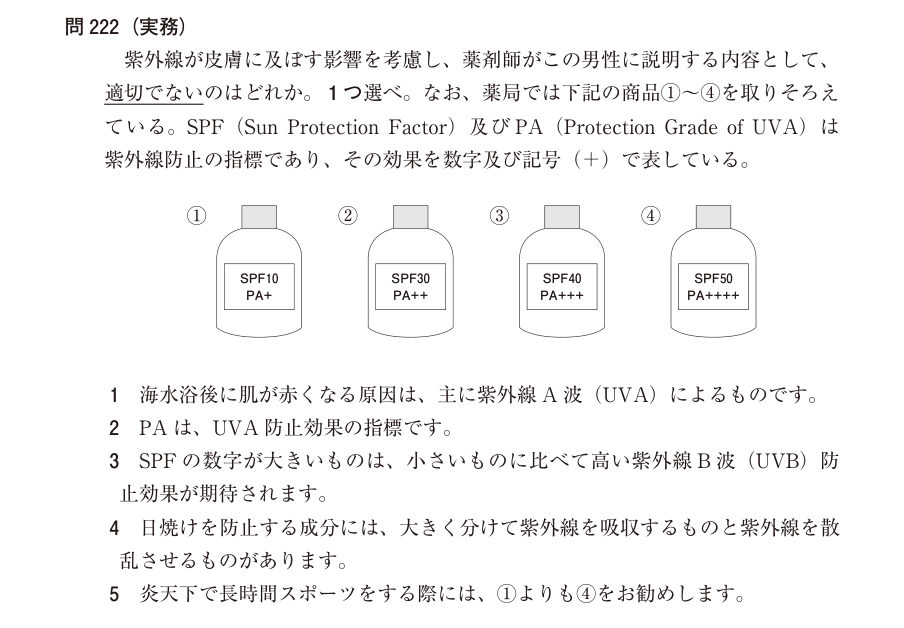 問 222（実務）
紫外線が皮膚に及ぼす影響を考慮し、薬剤師がこの男性に説明する内容として、
適切でないのはどれか。1つ選べ。なお、薬局では下記の商品①～④を取りそろえ
ている。SPF（Sun Protection Factor）及び PA（Protection Grade of UVA）は
紫外線防止の指標であり、その効果を数字及び記号（＋）で表している。
① ② ③ ④
SPF10 SPF30 SPF40 SPF50
PA+ PA++ PA+++ PA++++
1 海水浴後に肌が赤くなる原因は、主に紫外線 A 波（UVA）によるものです。
2 PA は、UVA 防止効果の指標です。
3 SPF の数字が大きいものは、小さいものに比べて高い紫外線 B 波（UVB）防
止効果が期待されます。
4 日焼けを防止する成分には、大きく分けて紫外線を吸収するものと紫外線を散
乱させるものがあります。
5 炎天下で長時間スポーツをする際には、①よりも④をお勧めします。